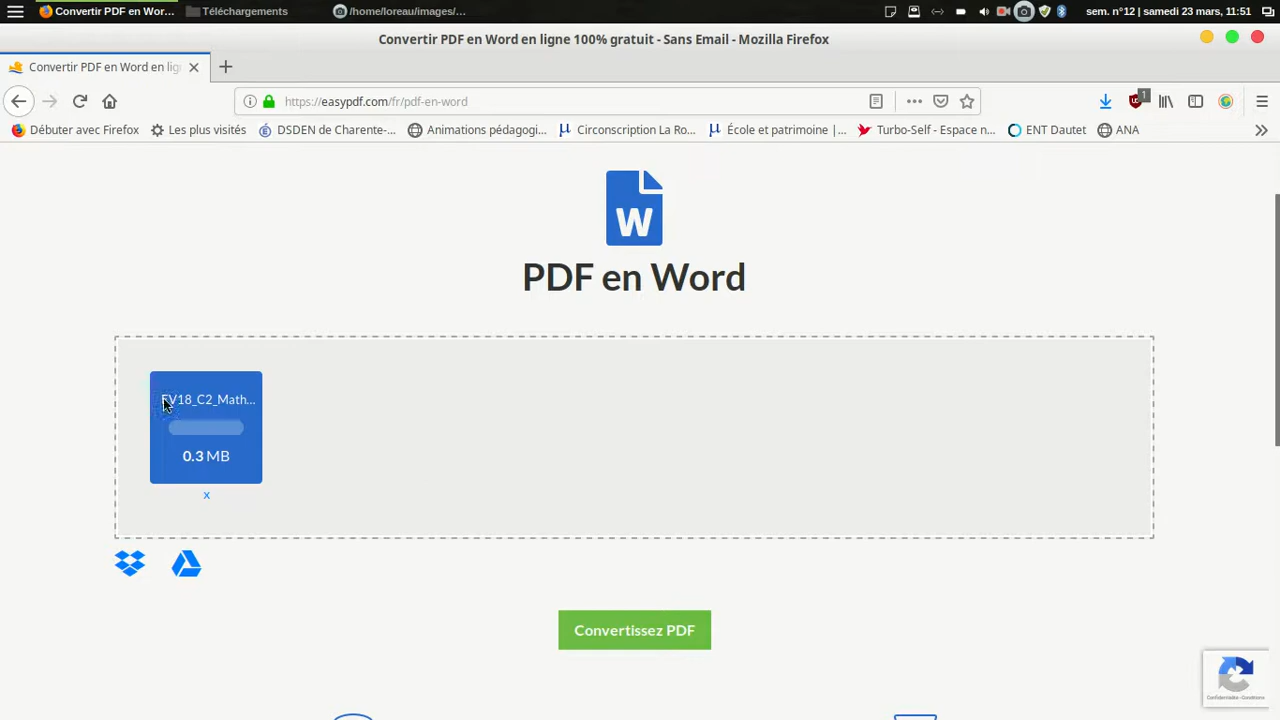 Convertir PDF en Wor...
Téléchargements
/home/loreau/images/...
sem. n°12 | samedi 23 mars, 11:51
Convertir PDF en Word en ligne 100% gratuit - Sans Email - Mozilla Firefox
Convertir PDF en Word en lig
https://easypdf.com/fr/pdf-en-word
1
Débuter avec Firefox
Les plus visités
DSDEN de Charente-...
Animations pédagogi...
Circonscription La Ro...
École et patrimoine |...
Turbo-Self - Espace n...
ENT Dautet
ANA
W
PDF en Word
EV18_C2_Math...
0.3 MB
x
Convertissez PDF
Confidentialité - Conditions